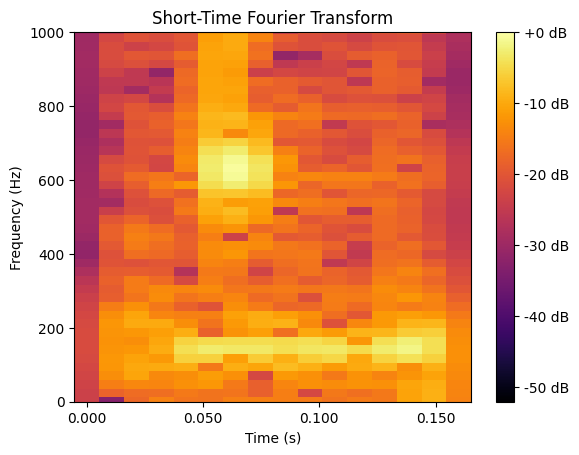 Short-Time Fourier Transform
Frequency (Hz)
1000
800
600
400
200
0
0.000
0.050
0.100
0.150
Time (s)
+0 dB
-10 dB
-20 dB
-30 dB
-40 dB
-50 dB